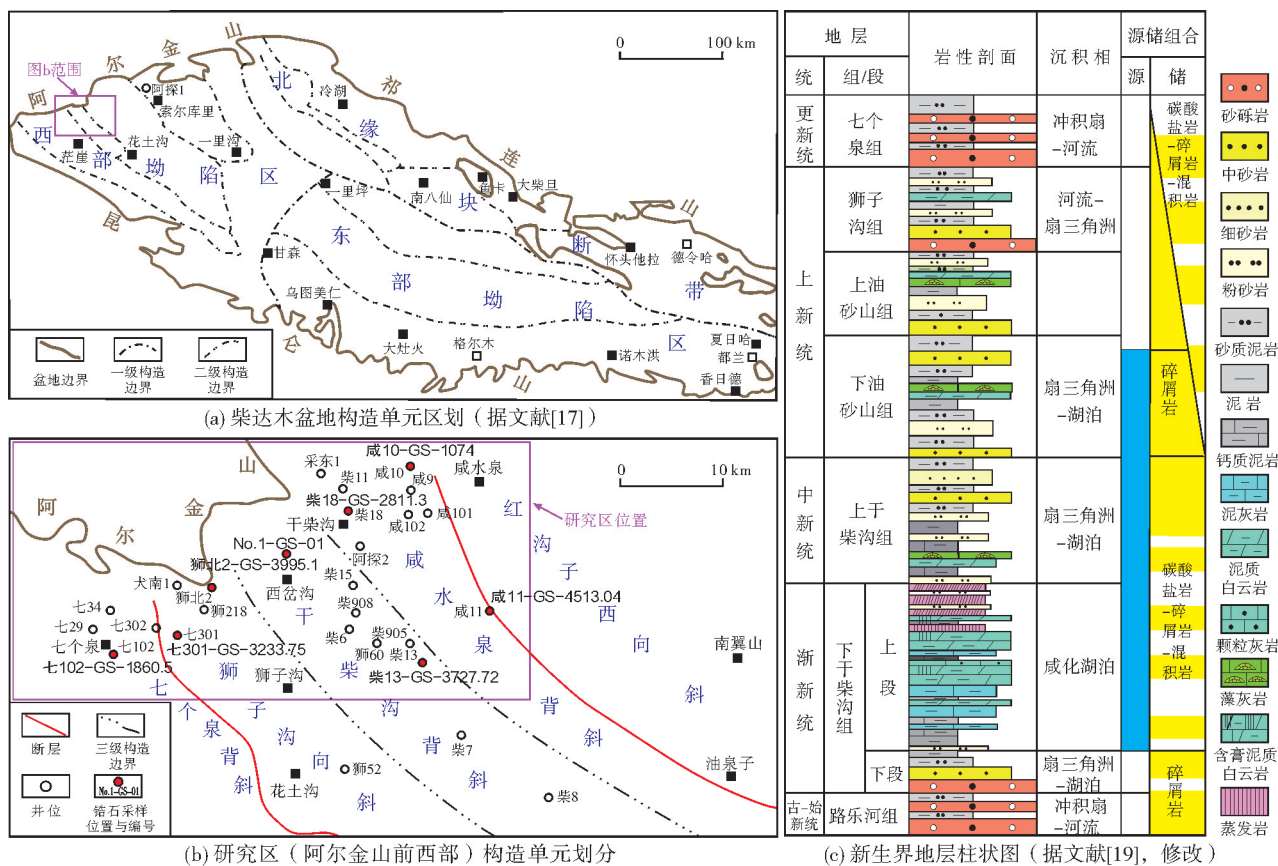 阿
尔
金
山
祁
连
山
昆
仑
山
图b范围
阿探1
索尔库里
茫崖
花土沟
一里沟
冷湖
一里坪
南八仙
鱼卡
大柴旦
甘森
乌图美仁
大灶火
格尔木
诺木洪
怀头他拉
德令哈
夏日哈
都兰
香日德
西部坳陷区
北缘块断带
东部坳陷区
0 100 km
盆地边界
一级构造边界
二级构造边界
(a) 柴达木盆地构造单元区划（据文献[17]）
阿尔金山
采东1
柴11
咸10-GS-1074
咸10
咸9
咸水泉
柴18-GS-2811.3
柴18
咸102
咸101
干柴沟
No.1-GS-01
阿探2
狮北2-GS-3995.1
犬南1
狮北2
西岔沟
柴15
狮218
柴908
七34
七29
七302
七301
七个泉
七102
七301-GS-3233.75
七102-GS-1860.5
柴6
柴905
狮60
柴13
柴13-GS-3727.72
咸11
咸11-GS-4513.04
狮子沟
南翼山
柴7
狮52
花土沟
柴8
油泉子
研究区位置
红沟子西向斜
咸水泉背斜
干柴沟背斜
狮子沟向斜
七个泉背斜
0 10 km
断层
三级构造边界
井位
No.1-GS-01
锆石采样位置与编号
(b) 研究区（阿尔金山前西部）构造单元划分
地层
岩性剖面
沉积相
源储组合
统
组/段
源
储
更新统
七个泉组
冲积扇-河流
上新统
狮子沟组
河流-扇三角洲
上油砂山组
下油砂山组
扇三角洲-湖泊
中新统
上干柴沟组
扇三角洲-湖泊
渐新统
下干柴沟组
上段
咸化湖泊
下段
扇三角洲-湖泊
古-始新统
路乐河组
冲积扇-河流
碳酸盐岩-碎屑岩-混积岩
碎屑岩
碳酸盐岩-碎屑岩-混积岩
碎屑岩
砂砾岩
中砂岩
细砂岩
粉砂岩
砂质泥岩
泥岩
钙质泥岩
泥灰岩
泥质白云岩
颗粒灰岩
藻灰岩
含膏泥质白云岩
蒸发岩
(c) 新生界地层柱状图（据文献[19]，修改）